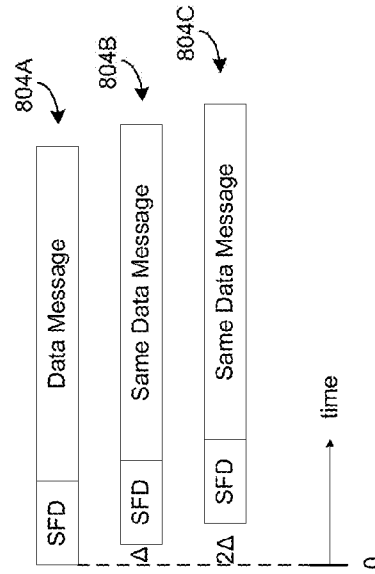 804A
SFD Data Message
804B
Δ SFD Same Data Message
804C
2Δ SFD Same Data Message
time
0